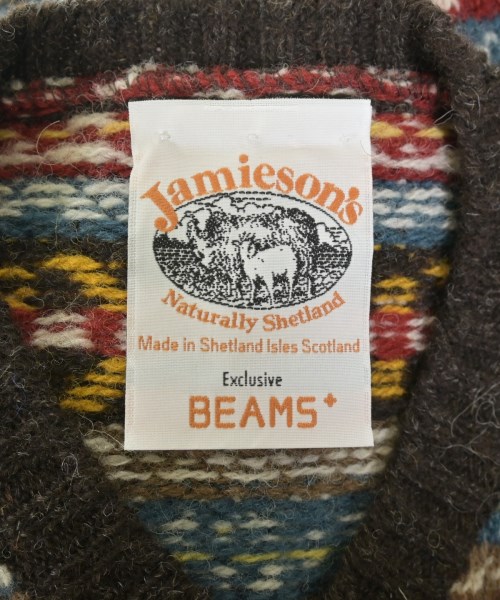 Jamieson's
Naturally Shetland
Made in Shetland Isles Scotland
Exclusive
BEAMS+